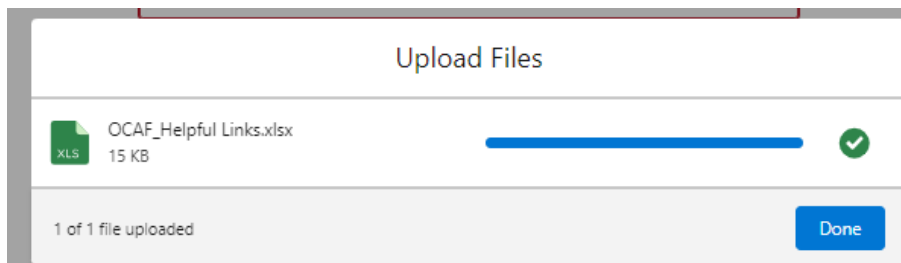 Upload Files
OCAF_Helpful Links.xlsx
XLS
15 KB
1 of 1 file uploaded
Done